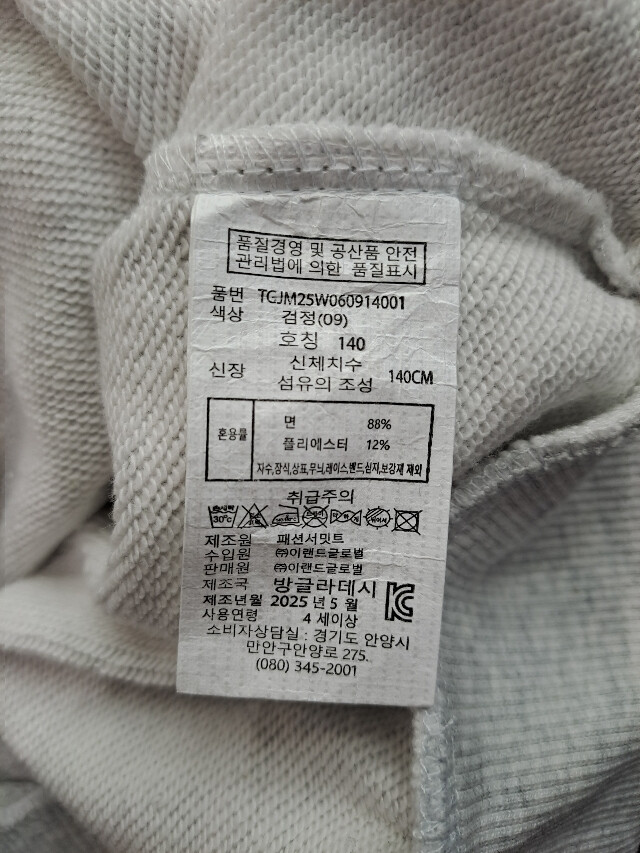 품질경영 및 공산품 안전
관리법에 의한 품질표시
품번 TCJM25W060914001
색상 검정(09)
호칭 140
신체치수
신장 140CM
섬유의 조성
혼용률
면 88%
플리에스터 12%
자수,장식,상표,무늬,레이스,밴드,심지,보강재 제외
취급주의
30°C
제조원 패션서밋트
수입원 ㈜이랜드글로벌
판매원 ㈜이랜드글로벌
제조국 방글라데시
제조년월 2025 년 5 월
사용연령 4 세이상
소비자상담실 : 경기도 안양시
만안구안양로 275.
(080) 345-2001